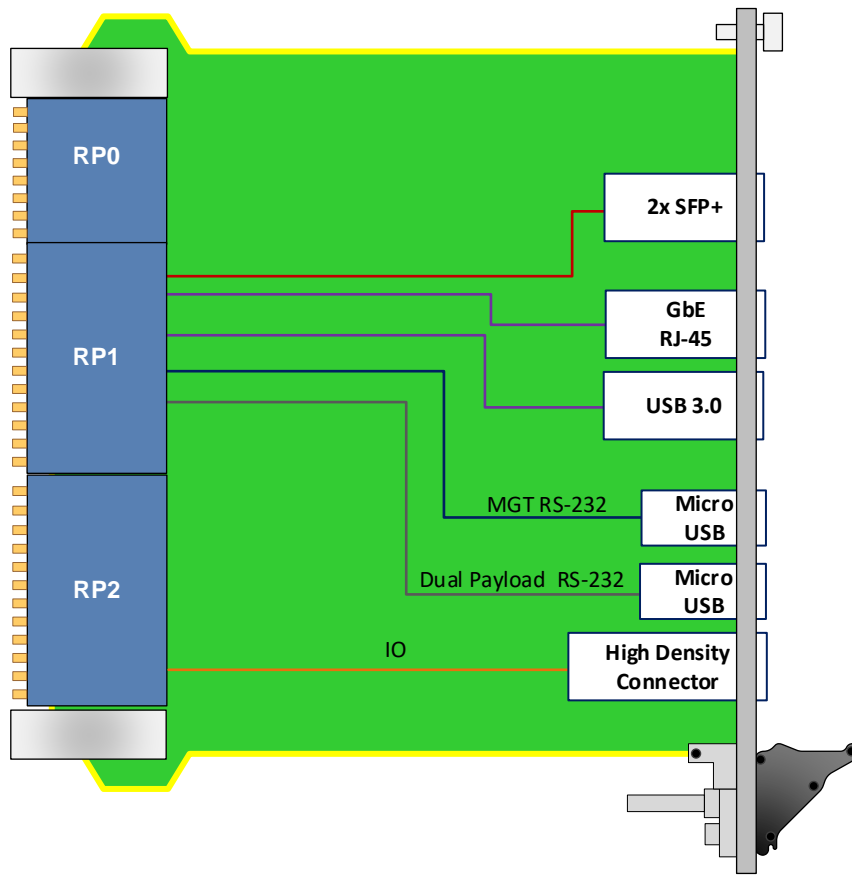 RP0
2x SFP+
GbE
RJ-45
RP1
USB 3.0
MGT RS-232
Micro
USB
Dual Payload  RS-232
Micro
USB
RP2
IO
High Density
Connector